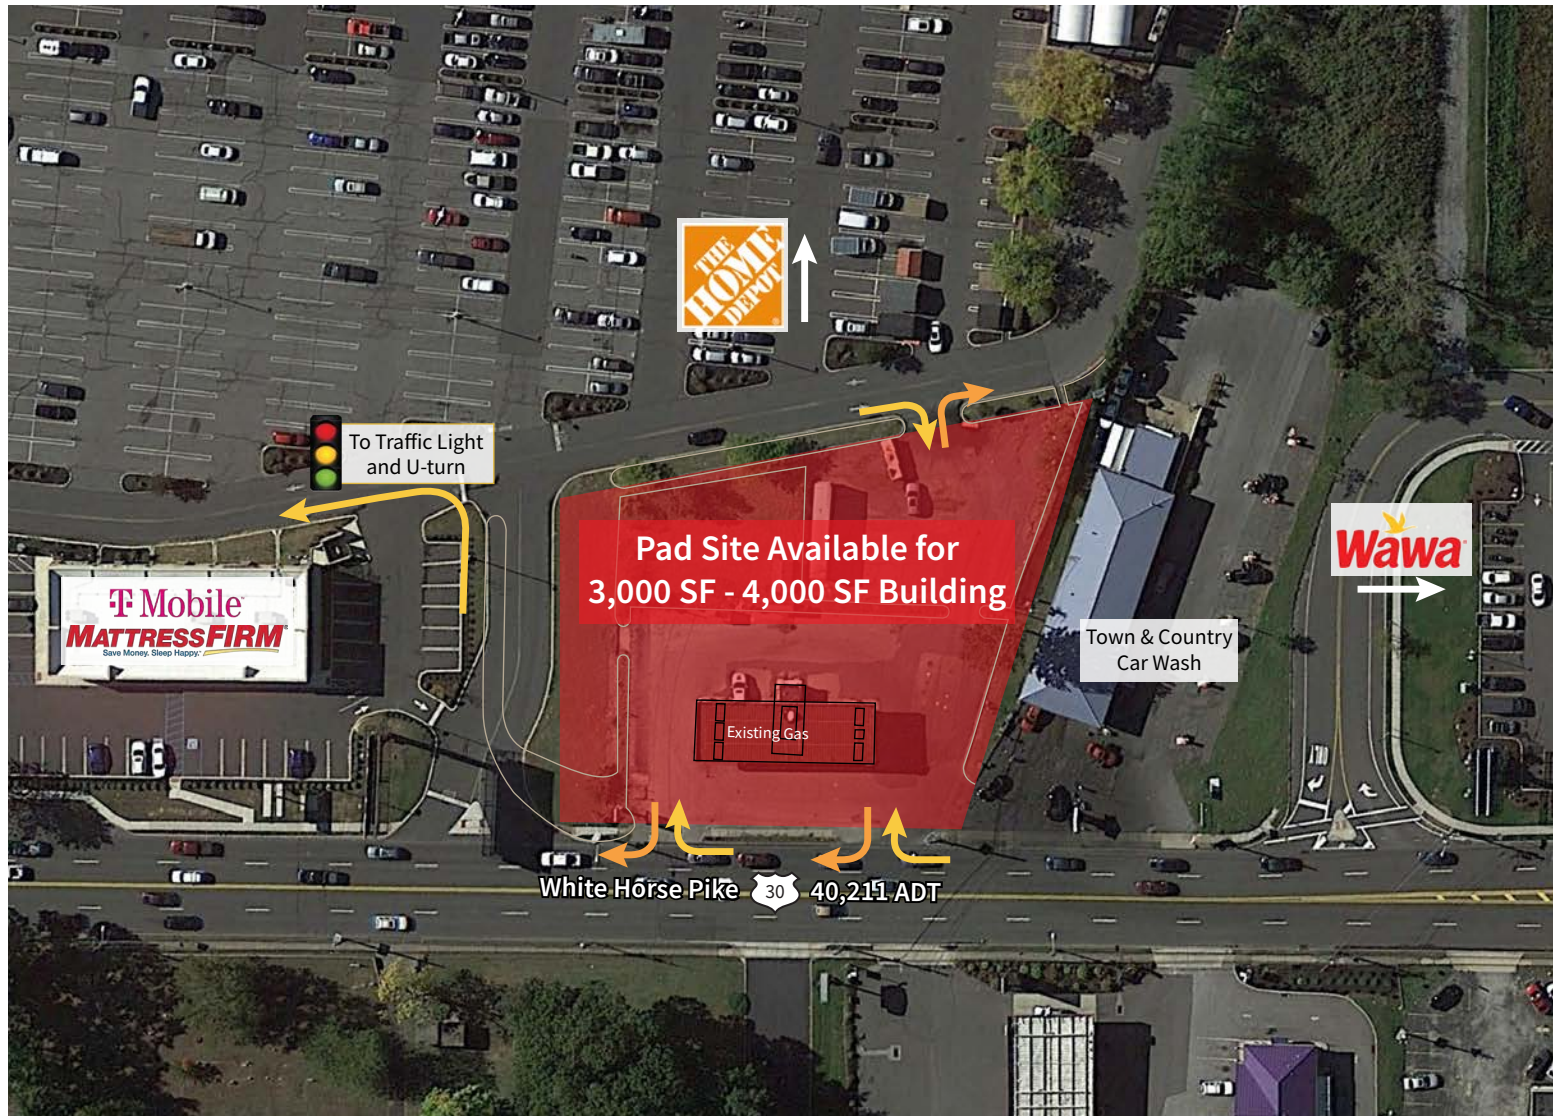 THE
HOME
DEPOT
To Traffic Light
and U-turn
Pad Site Available for
3,000 SF - 4,000 SF Building
Wawa
T Mobile
MATTRESSFIRM
Save Money. Sleep Happy.
Town & Country
Car Wash
Existing Gas
White Horse Pike 30 40,211 ADT